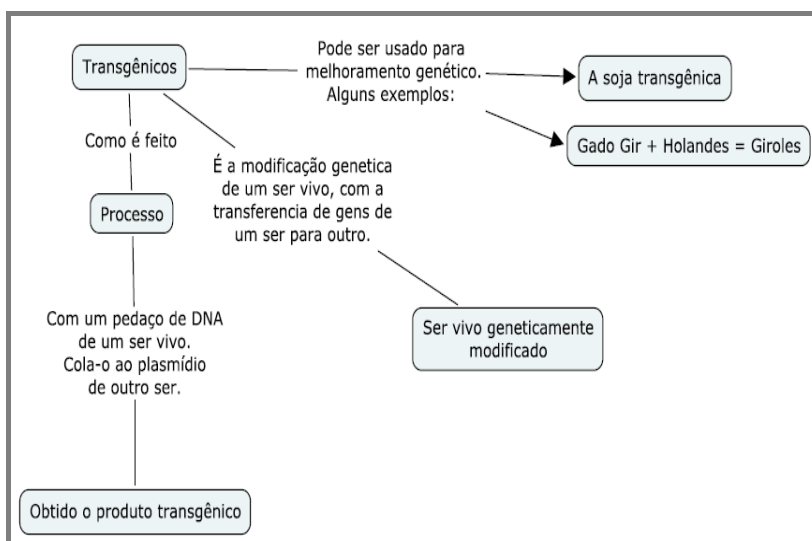 Transgênicos
Pode ser usado para
melhoramento genético.
Alguns exemplos:
A soja transgênica
Gado Gir + Holandes = Giroles
Como é feito
Processo
É a modificação genetica
de um ser vivo, com a
transferencia de gens de
um ser para outro.
Ser vivo geneticamente
modificado
Com um pedaço de DNA
de um ser vivo.
Cola-o ao plasmídio
de outro ser.
Obtido o produto transgênico